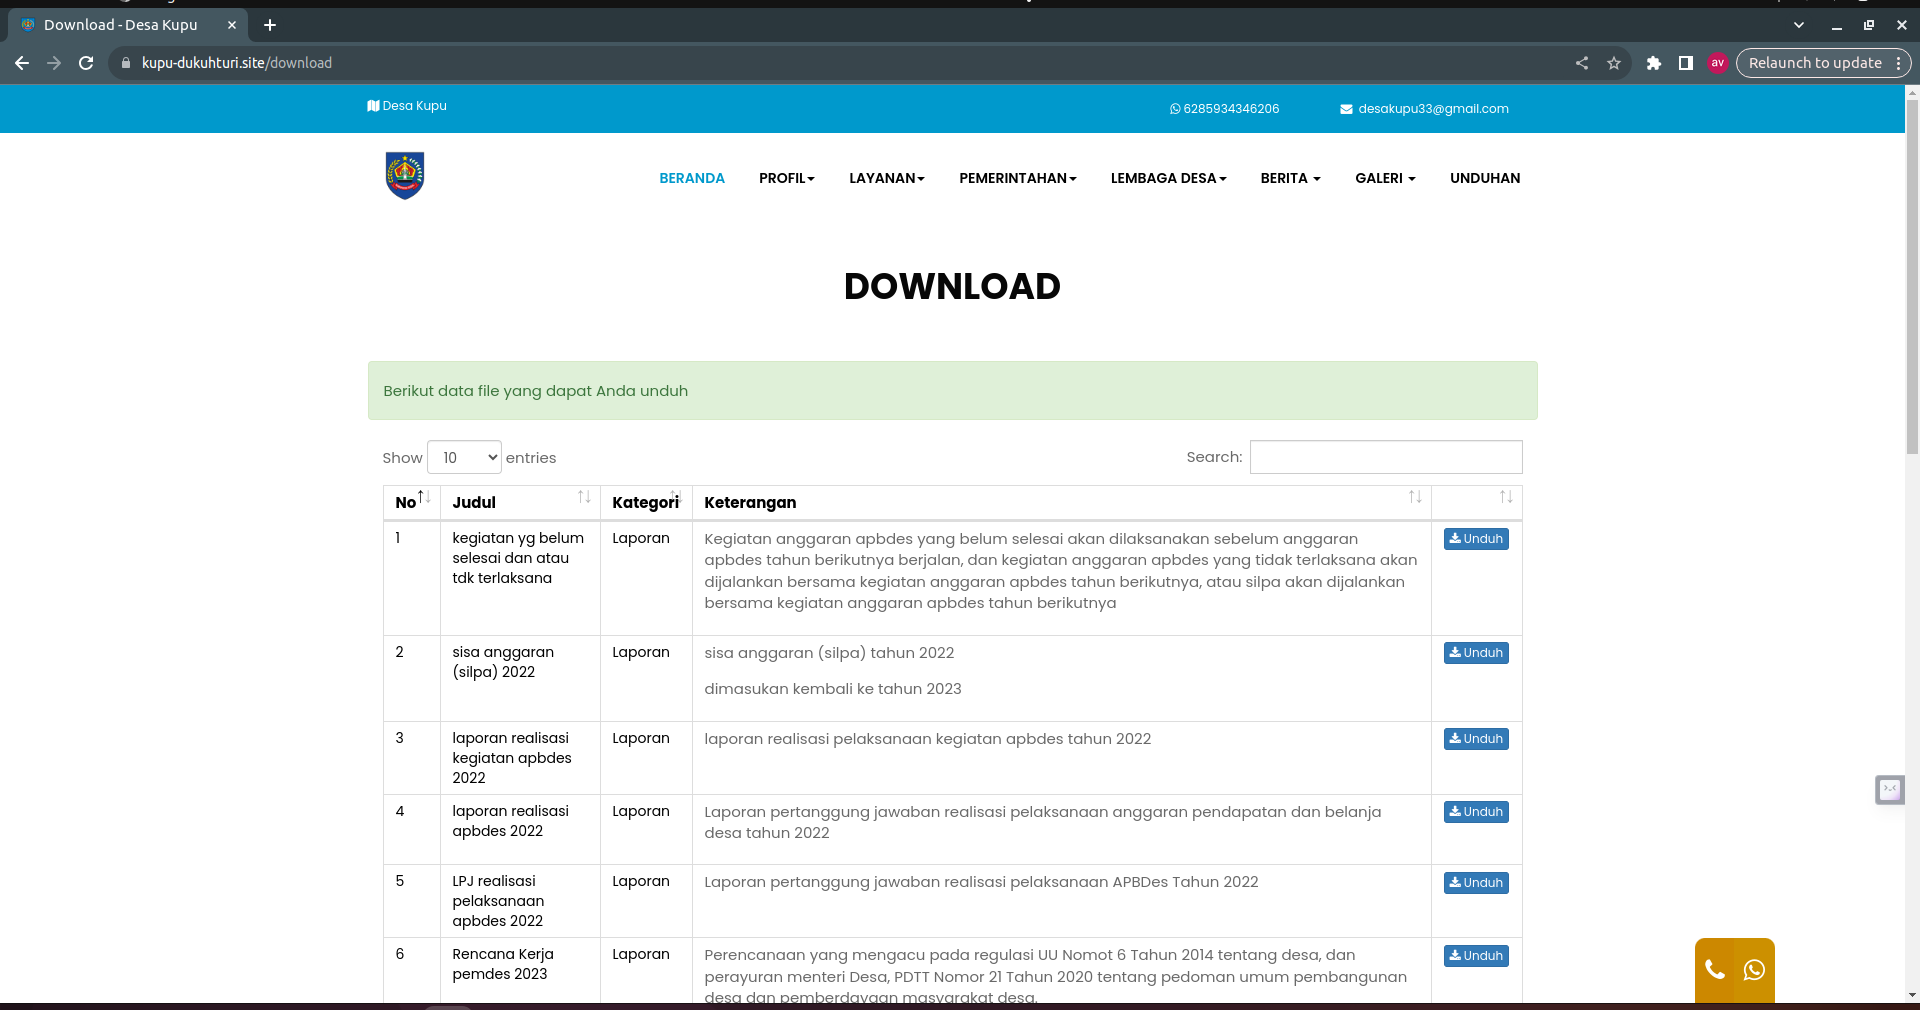 Download - Desa Kupu
kupu-dukuhturi.site/download
av
Relaunch to update
Desa Kupu
6285934346206
desakupu33@gmail.com
BERANDA PROFIL LAYANAN PEMERINTAHAN LEMBAGA DESA BERITA GALERI UNDUHAN
DOWNLOAD
Berikut data file yang dapat Anda unduh
Show 10 entries
Search:
No Judul Kategori Keterangan
1
kegiatan yg belum
selesai dan atau
tdk terlaksana
Laporan
Kegiatan anggaran apbdes yang belum selesai akan dilaksanakan sebelum anggaran
apbdes tahun berikutnya berjalan, dan kegiatan anggaran apbdes yang tidak terlaksana akan
dijalankan bersama kegiatan anggaran apbdes tahun berikutnya, atau silpa akan dijalankan
bersama kegiatan anggaran apbdes tahun berikutnya
Unduh
2
sisa anggaran
(silpa) 2022
Laporan
sisa anggaran (silpa) tahun 2022
dimasukan kembali ke tahun 2023
Unduh
3
laporan realisasi
kegiatan apbdes
2022
Laporan
laporan realisasi pelaksanaan kegiatan apbdes tahun 2022
Unduh
4
laporan realisasi
apbdes 2022
Laporan
Laporan pertanggung jawaban realisasi pelaksanaan anggaran pendapatan dan belanja
desa tahun 2022
Unduh
5
LPJ realisasi
pelaksanaan
apbdes 2022
Laporan
Laporan pertanggung jawaban realisasi pelaksanaan APBDes Tahun 2022
Unduh
6
Rencana Kerja
pemdes 2023
Laporan
Perencanaan yang mengacu pada regulasi UU Nomot 6 Tahun 2014 tentang desa, dan
perayuran menteri Desa, PDTT Nomor 21 Tahun 2020 tentang pedoman umum pembangunan
desa dan pemberdayaan masyarakat desa.
Unduh